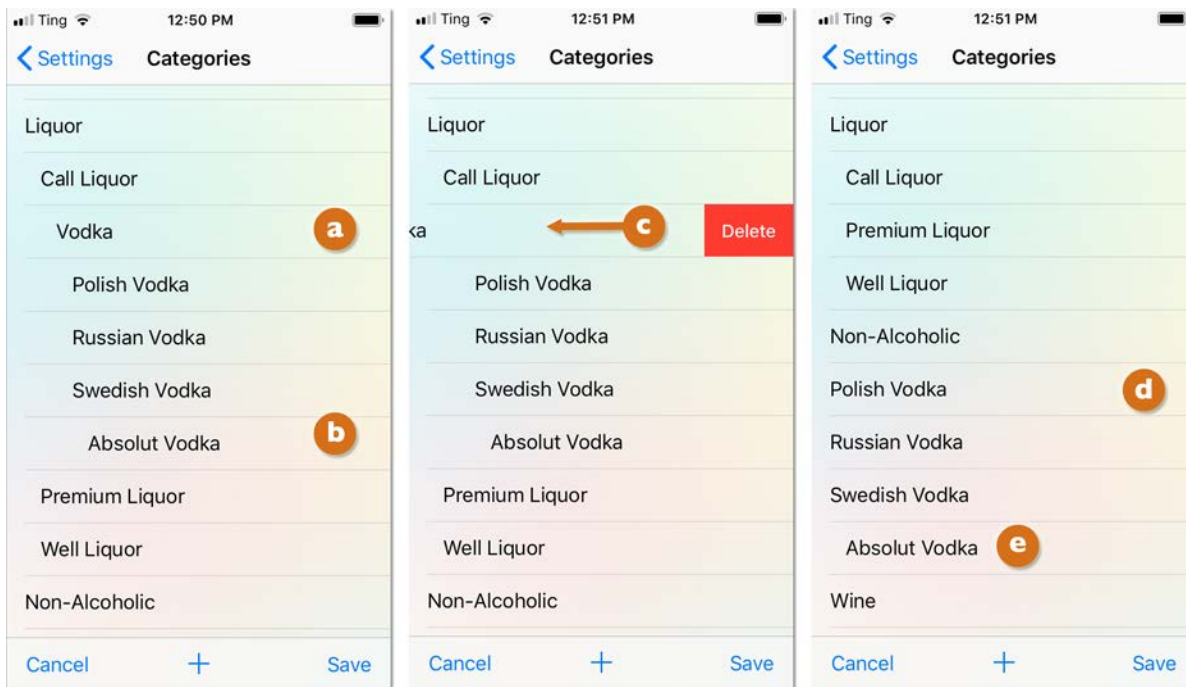 Ting 12:50 PM
Settings Categories
Liquor
Call Liquor
Vodka a
Polish Vodka
Russian Vodka
Swedish Vodka
Absolut Vodka b
Premium Liquor
Well Liquor
Non-Alcoholic
Cancel + Save
Ting 12:51 PM
Settings Categories
Liquor
Call Liquor
ka c Delete
Polish Vodka
Russian Vodka
Swedish Vodka
Absolut Vodka
Premium Liquor
Well Liquor
Non-Alcoholic
Cancel + Save
Ting 12:51 PM
Settings Categories
Liquor
Call Liquor
Premium Liquor
Well Liquor
Non-Alcoholic
Polish Vodka d
Russian Vodka
Swedish Vodka
Absolut Vodka e
Wine
Cancel + Save